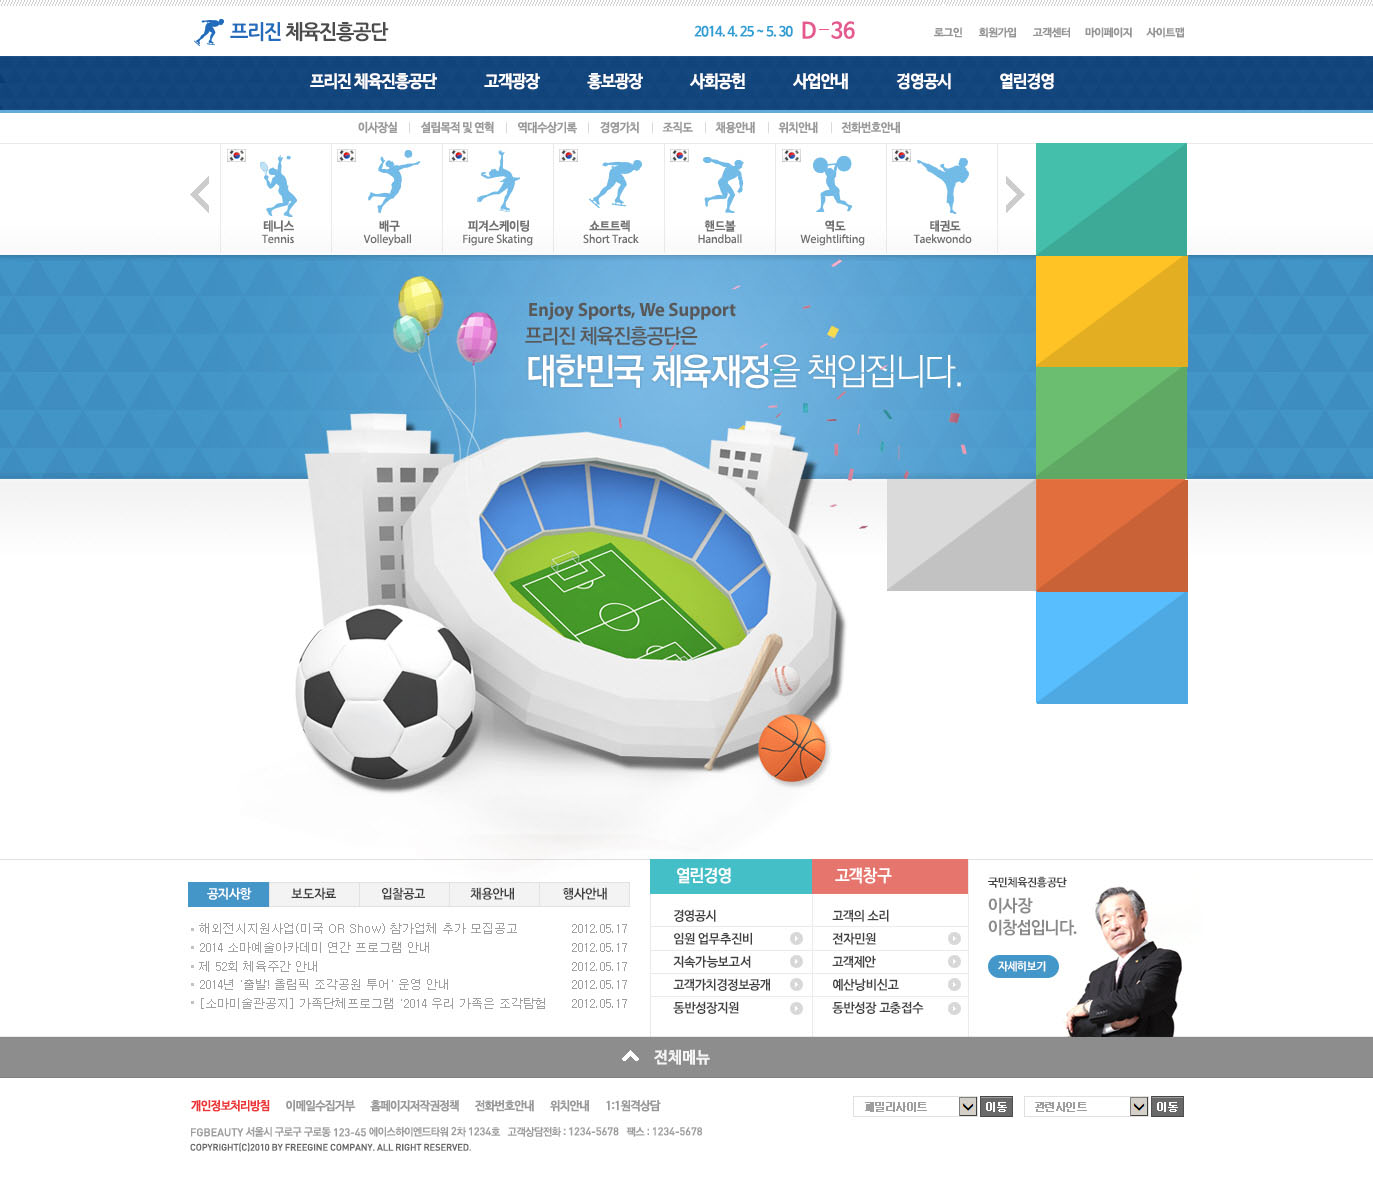 프리진 체육진흥공단
2014. 4. 25 ~ 5. 30 D-36
로그인 회원가입 고객센터 마이페이지 사이트맵
프리진 체육진흥공단 고객광장 홍보광장 사회공헌 사업안내 경영공시 열린경영
이사장실 설립목적 및 연혁 역대수상기록 경영가치 조직도 채용안내 위치안내 전화번호안내
테니스 배구 피겨스케이팅 쇼트트랙 핸드볼 역도 태권도
Tennis Volleyball Figure Skating Short Track Handball Weightlifting Taekwondo
Enjoy Sports, We Support
프리진 체육진흥공단은
대한민국 체육재정을 책입집니다.
공지사항 보도자료 입찰공고 채용안내 행사안내
해외전시지원사업(미국 OR Show) 참가업체 추가 모집공고 2012.05.17
2014 소마예술아카데미 연간 프로그램 안내 2012.05.17
제 52회 체육주간 안내 2012.05.17
2014년 '출발! 올림픽 조각공원 투어' 운영 안내 2012.05.17
[소마미술관공지] 가족단체프로그램 '2014 우리 가족은 조각탐험 2012.05.17
열린경영
경영공시
임원 업무추진비
지속가능보고서
고객가치경정보공개
동반성장지원
고객창구
고객의 소리
전자민원
고객제안
예산낭비신고
동반성장 고충접수
국민체육진흥공단
이사장
이창섭입니다.
자세히보기
전체메뉴
개인정보처리방침 이메일수집거부 홈페이지저작권정책 전화번호안내 위치안내 1:1원격상담
패밀리사이트 이동 관련사인트 이동
FGBEAUTY 서울시 구로구 구로동 123-45 에이스하이엔드타워 2차 1234호 고객상담전화 : 1234-5678 팩스 : 1234-5678
COPYRIGHT(C)2010 BY FREEGINE COMPANY. ALL RIGHT RESERVED.